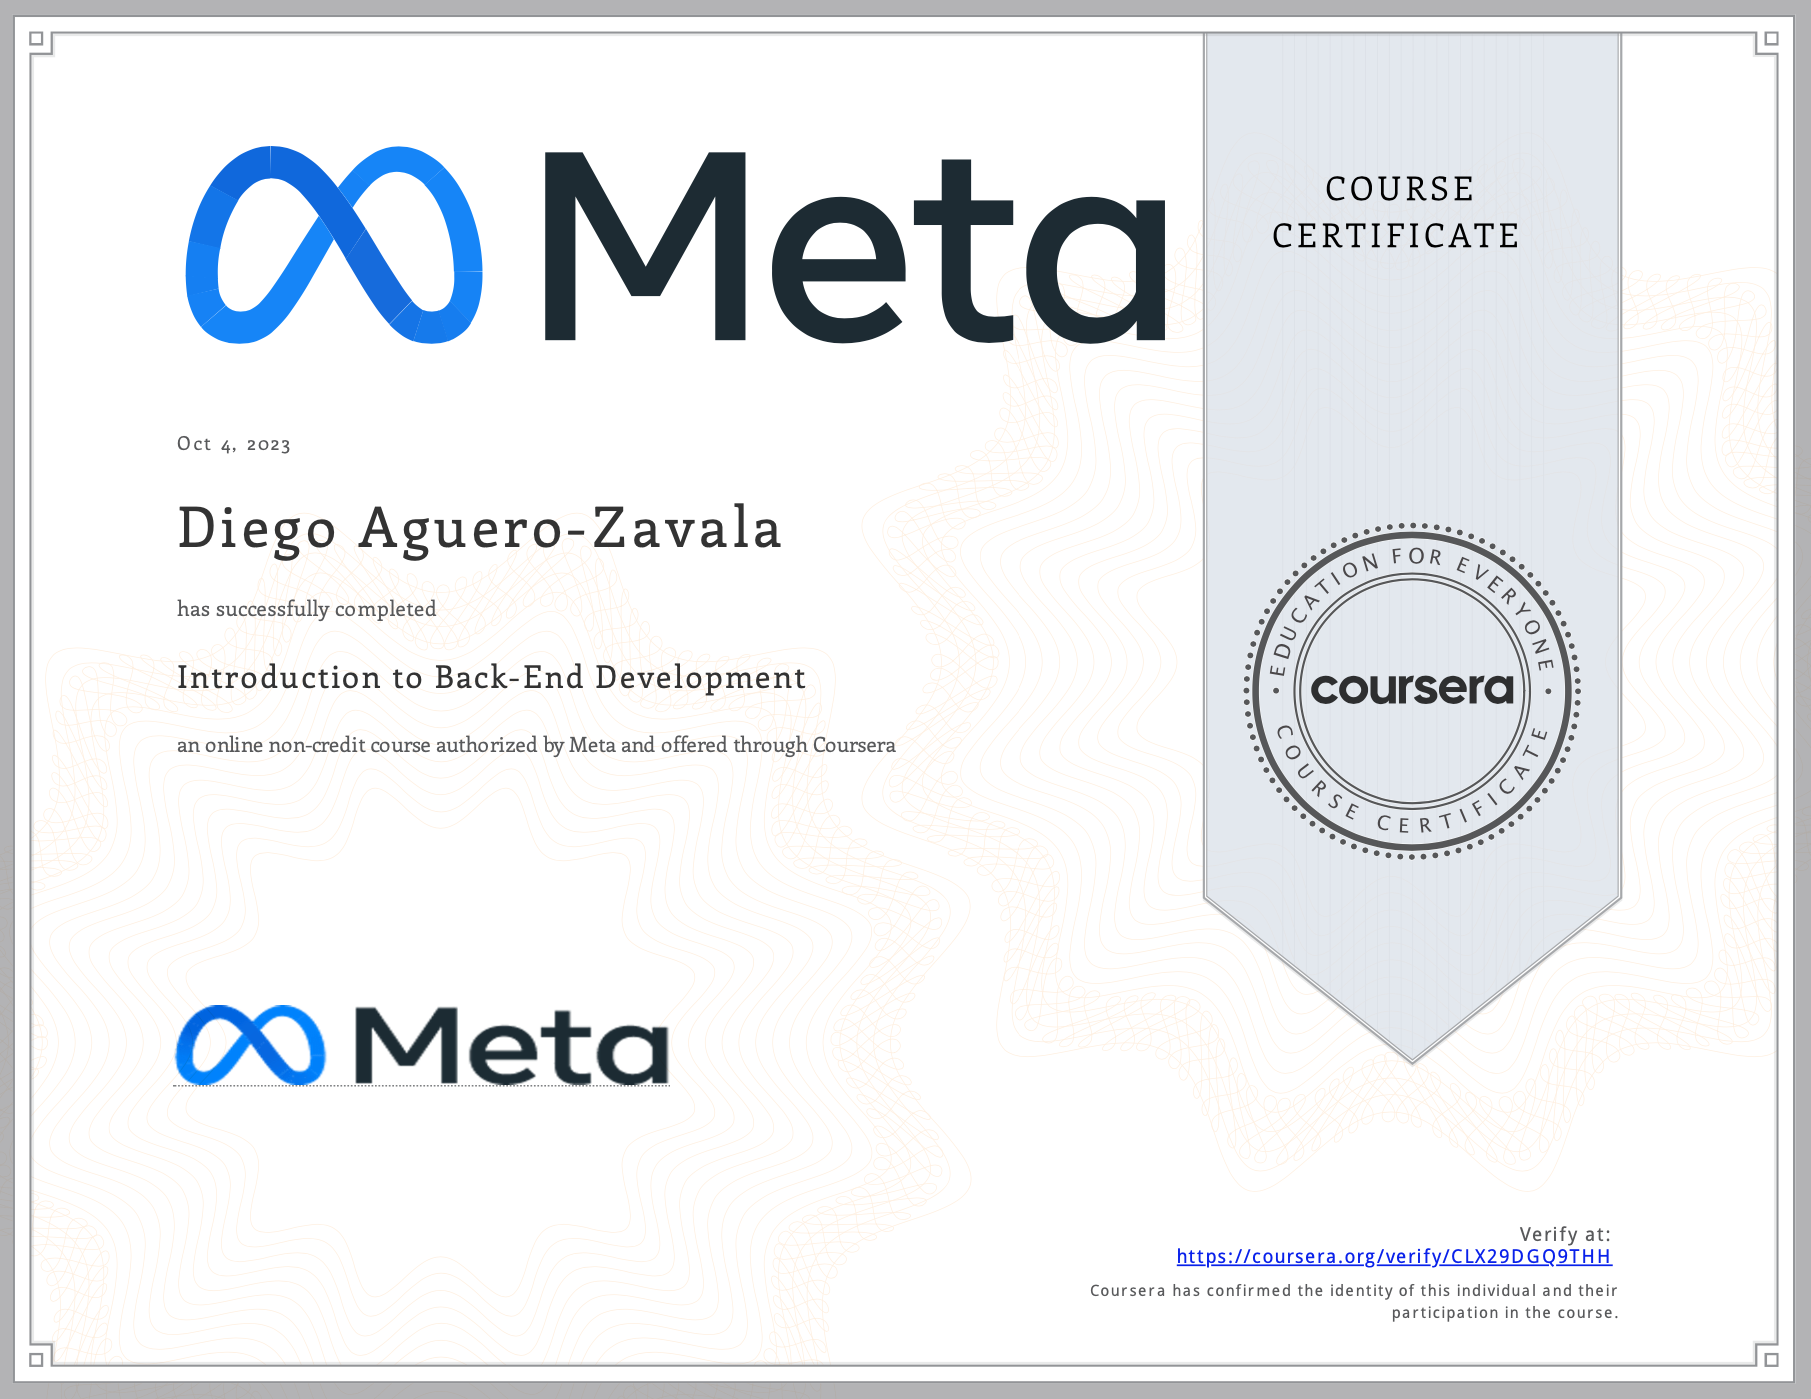 Meta
COURSE
CERTIFICATE
Oct 4, 2023
Diego Aguero-Zavala
has successfully completed
Introduction to Back-End Development
an online non-credit course authorized by Meta and offered through Coursera
EDUCATION FOR EVERYONE
coursera
COURSE CERTIFICATE
Meta
Verify at:
https://coursera.org/verify/CLX29DGQ9THH
Coursera has confirmed the identity of this individual and their
participation in the course.